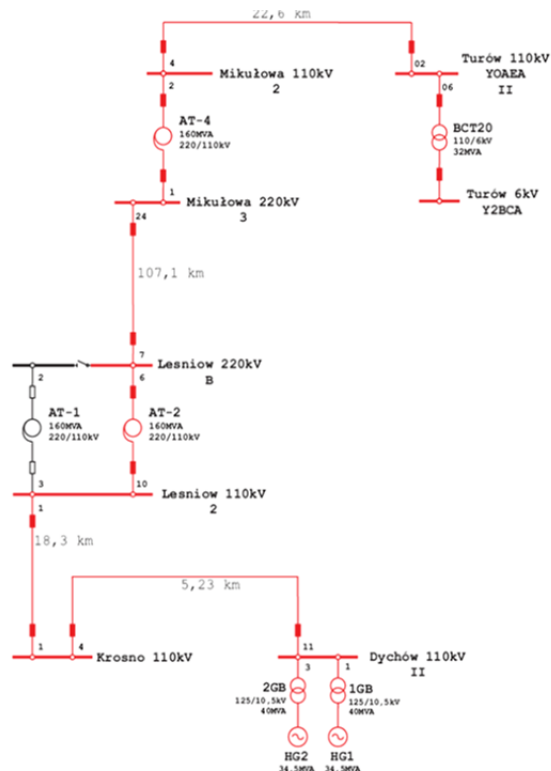 22,6 km
4
02
Mikułowa 110kV
2
2
Turów 110kV
YOAEA
II
06
AT-4
160MVA
220/110kV
BCT20
110/6kV
32MVA
1
Mikułowa 220kV
3
24
Turów 6kV
Y2BCA
107,1 km
7
Lesniow 220kV
B
2
6
AT-1
160MVA
220/110kV
AT-2
160MVA
220/110kV
3
10
Lesniow 110kV
2
1
18,3 km
5,23 km
1
4
Krosno 110kV
11
Dychów 110kV
II
3
1
2GB
125/10,5kV
40MVA
1GB
125/10,5kV
40MVA
HG2
34,5MVA
HG1
34,5MVA